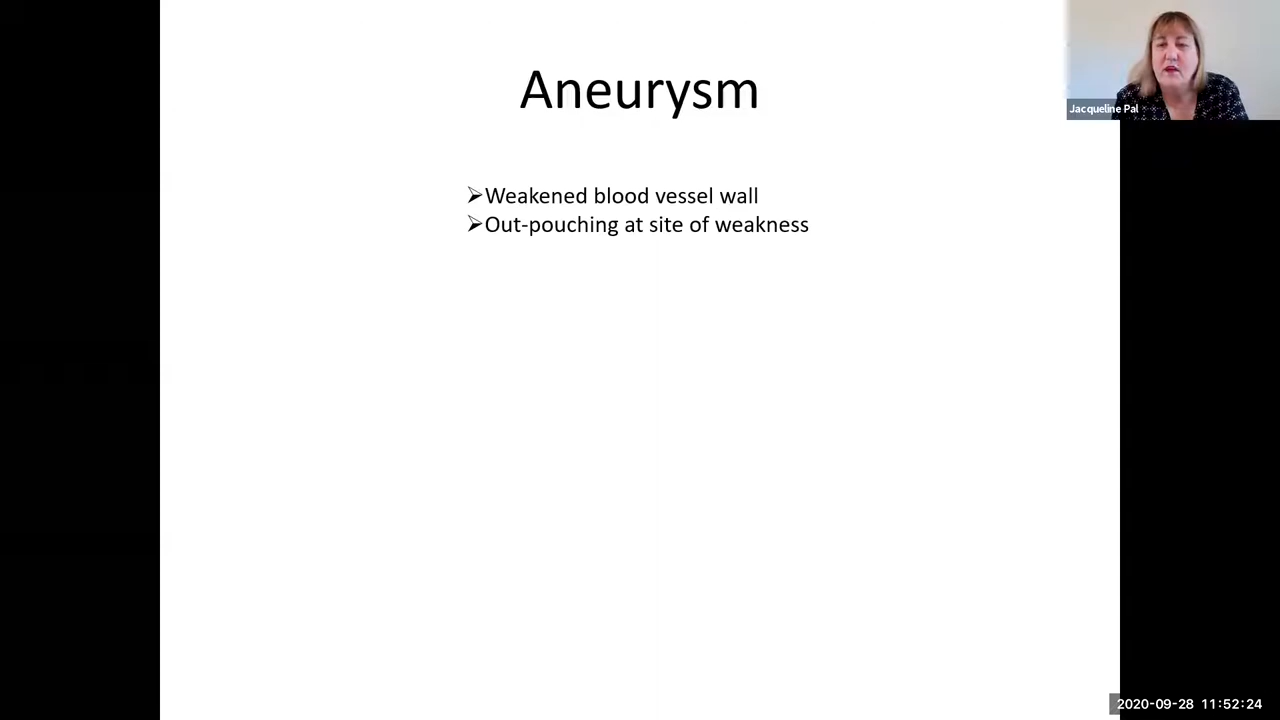 Aneurysm
Jacqueline Pal
➢Weakened blood vessel wall
➢Out-pouching at site of weakness
2020-09-28 11:52:24